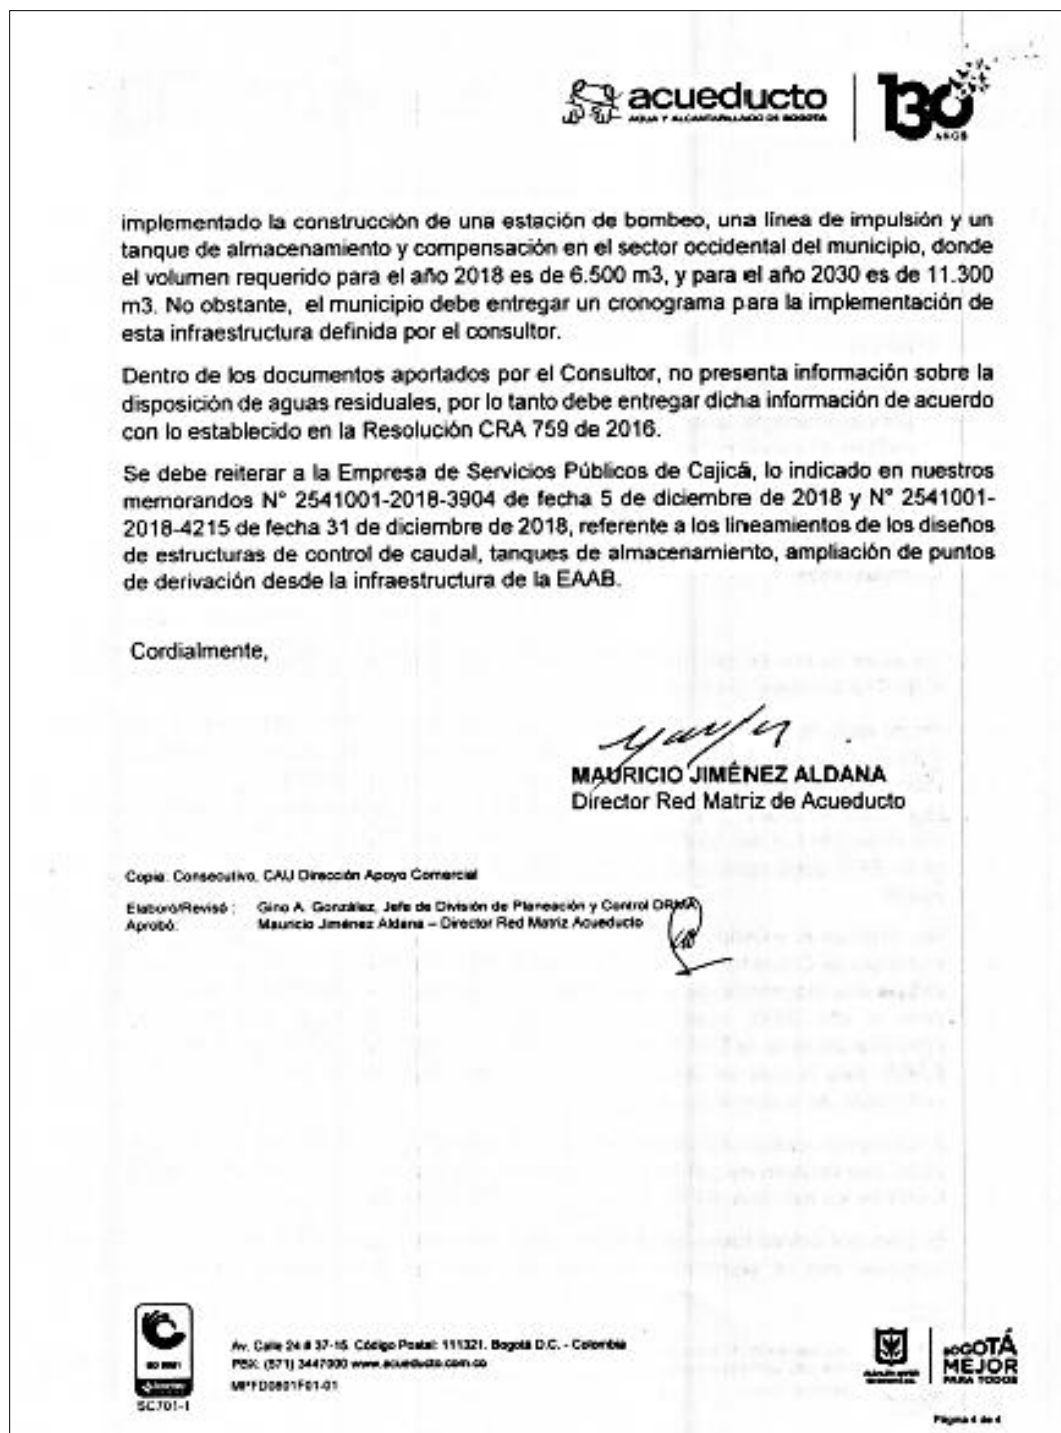 acueducto
AGUA Y ALCANTARILLADO DE BOGOTÁ
130
AÑOS
implementado la construcción de una estación de bombeo, una línea de impulsión y un
tanque de almacenamiento y compensación en el sector occidental del municipio, donde
el volumen requerido para el año 2018 es de 6.500 m3, y para el año 2030 es de 11.300
m3. No obstante, el municipio debe entregar un cronograma para la implementación de
esta infraestructura definida por el consultor.
Dentro de los documentos aportados por el Consultor, no presenta información sobre la
disposición de aguas residuales, por lo tanto debe entregar dicha información de acuerdo
con lo establecido en la Resolución CRA 759 de 2016.
Se debe reiterar a la Empresa de Servicios Públicos de Cajicá, lo indicado en nuestros
memorandos N° 2541001-2018-3904 de fecha 5 de diciembre de 2018 y N° 2541001-
2018-4215 de fecha 31 de diciembre de 2018, referente a los lineamientos de los diseños
de estructuras de control de caudal, tanques de almacenamiento, ampliación de puntos
de derivación desde la infraestructura de la EAAB.
Cordialmente,
MAURICIO JIMÉNEZ ALDANA
Director Red Matriz de Acueducto
Copia: Consecutivo, CAU Dirección Apoyo Comercial
Elaboró/Revisó : Gino A. González, Jefe de División de Planeación y Control DRMA
Aprobó: Mauricio Jiménez Aldana – Director Red Matriz Acueducto
ISO 9001
SC701-1
Av. Calle 24 # 37-15. Código Postal: 111321. Bogotá D.C. - Colombia
PBX: (571) 3447000 www.acueducto.com.co
MPFD0801F01-01
BOGOTÁ
MEJOR
PARA TODOS
Página 4 de 4